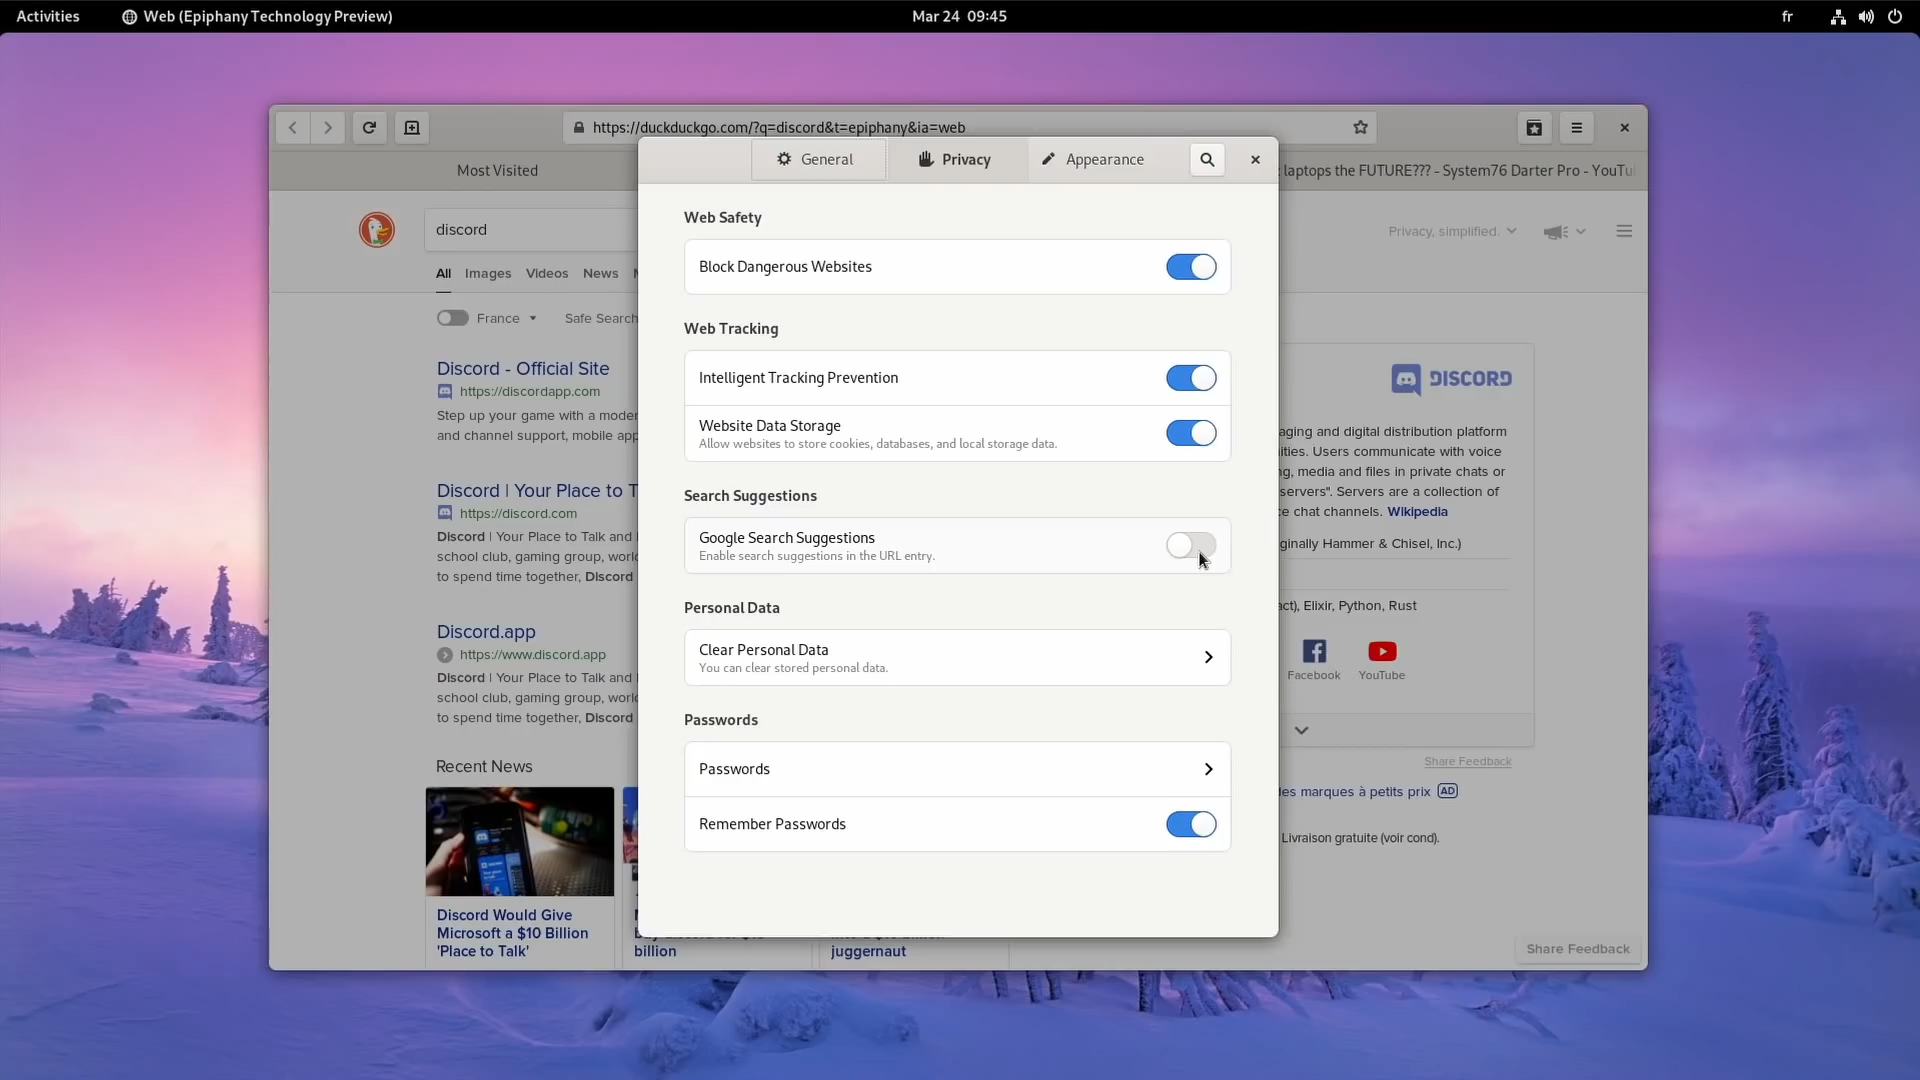 Activities
Web (Epiphany Technology Preview)
Mar 24 09:45
fr
https://duckduckgo.com/?q=discord&t=epiphany&ia=web
Most Visited
laptops the FUTURE??? - System76 Darter Pro - YouTu
General
Privacy
Appearance
discord
Privacy, simplified.
All
Images
Videos
News
France
Safe Search
Discord - Official Site
https://discordapp.com
Step up your game with a moder
and channel support, mobile app
Discord | Your Place to T
https://discord.com
Discord | Your Place to Talk and
school club, gaming group, world
to spend time together, Discord
Discord.app
https://www.discord.app
Discord | Your Place to Talk and
school club, gaming group, world
to spend time together, Discord
Recent News
Discord Would Give
Microsoft a $10 Billion
'Place to Talk'
billion
juggernaut
Web Safety
Block Dangerous Websites
Web Tracking
Intelligent Tracking Prevention
Website Data Storage
Allow websites to store cookies, databases, and local storage data.
Search Suggestions
Google Search Suggestions
Enable search suggestions in the URL entry.
Personal Data
Clear Personal Data
You can clear stored personal data.
Passwords
Passwords
Remember Passwords
DISCORD
aging and digital distribution platform
ities. Users communicate with voice
ng, media and files in private chats or
servers". Servers are a collection of
e chat channels. Wikipedia
ginally Hammer & Chisel, Inc.)
act), Elixir, Python, Rust
Facebook
YouTube
Share Feedback
des marques à petits prix AD
Livraison gratuite (voir cond).
Share Feedback